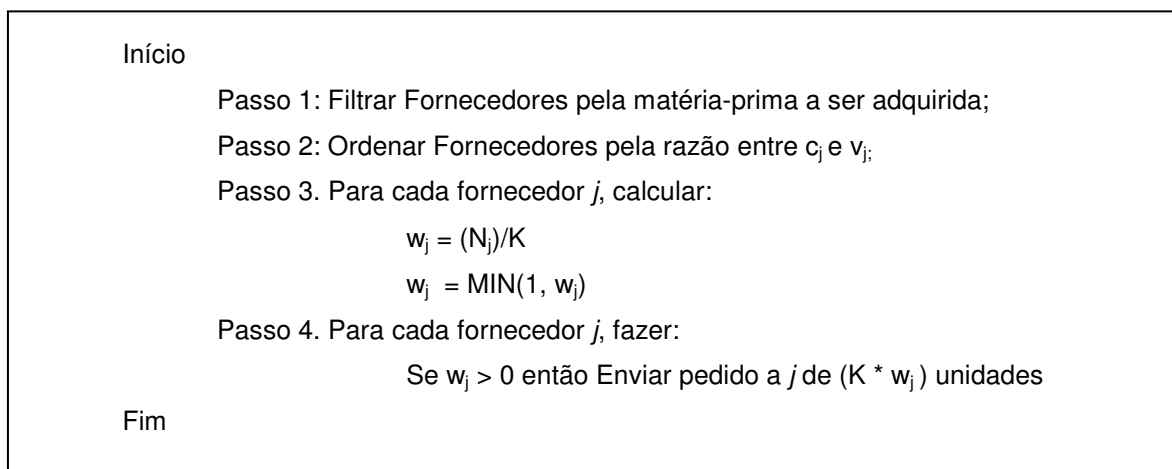 Início
Passo 1: Filtrar Fornecedores pela matéria-prima a ser adquirida;
Passo 2: Ordenar Fornecedores pela razão entre cj e vj;
Passo 3. Para cada fornecedor j, calcular:
wj = (Nj)/K
wj = MIN(1, wj)
Passo 4. Para cada fornecedor j, fazer:
Se wj > 0 então Enviar pedido a j de (K * wj ) unidades
Fim